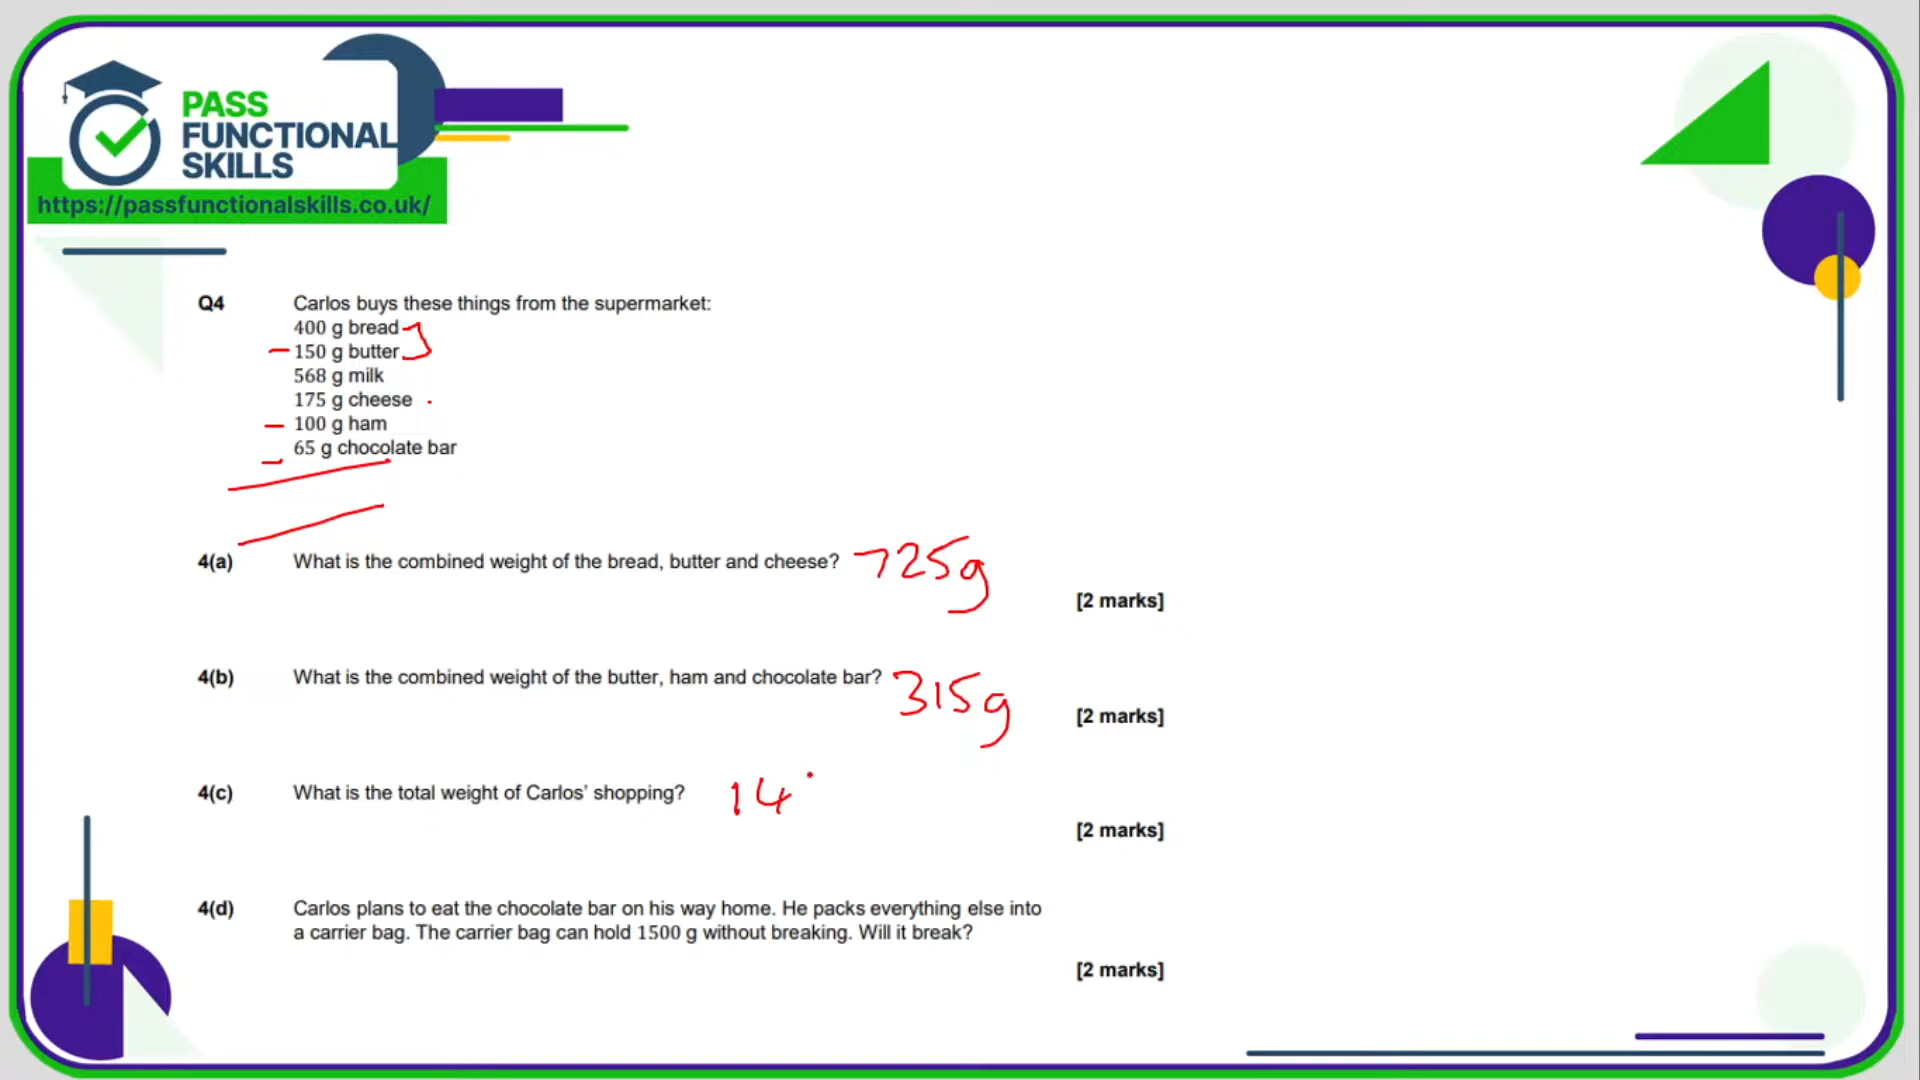 PASS
FUNCTIONAL
SKILLS
https://passfunctionalskills.co.uk/
Q4 Carlos buys these things from the supermarket:
400 g bread
150 g butter
568 g milk
175 g cheese
100 g ham
65 g chocolate bar
4(a) What is the combined weight of the bread, butter and cheese? 725g
[2 marks]
4(b) What is the combined weight of the butter, ham and chocolate bar? 315g
[2 marks]
4(c) What is the total weight of Carlos' shopping? 14
[2 marks]
4(d) Carlos plans to eat the chocolate bar on his way home. He packs everything else into
a carrier bag. The carrier bag can hold 1500 g without breaking. Will it break?
[2 marks]